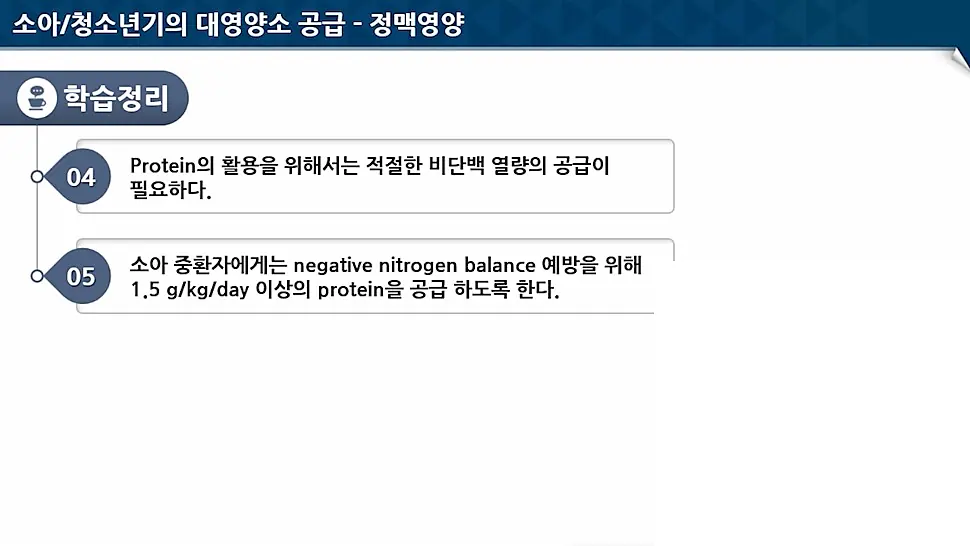 소아/청소년기의 대영양소 공급 - 정맥영양
학습정리
04
Protein의 활용을 위해서는 적절한 비단백 열량의 공급이
필요하다.
05
소아 중환자에게는 negative nitrogen balance 예방을 위해
1.5 g/kg/day 이상의 protein을 공급 하도록 한다.